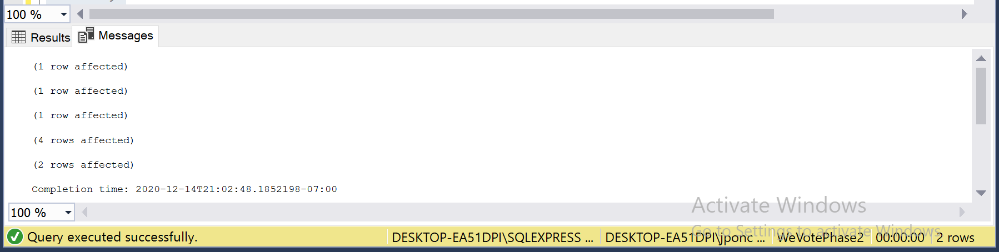 100 %
Results
Messages
(1 row affected)
(1 row affected)
(1 row affected)
(4 rows affected)
(2 rows affected)
Completion time: 2020-12-14T21:02:48.1852198-07:00
100 %
Activate Windows
Go to Settings to activate Windows.
Query executed successfully.
DESKTOP-EA51DPI\SQLEXPRESS ...
DESKTOP-EA51DPI\jponc ...
WeVotePhase2
00:00:00
2 rows